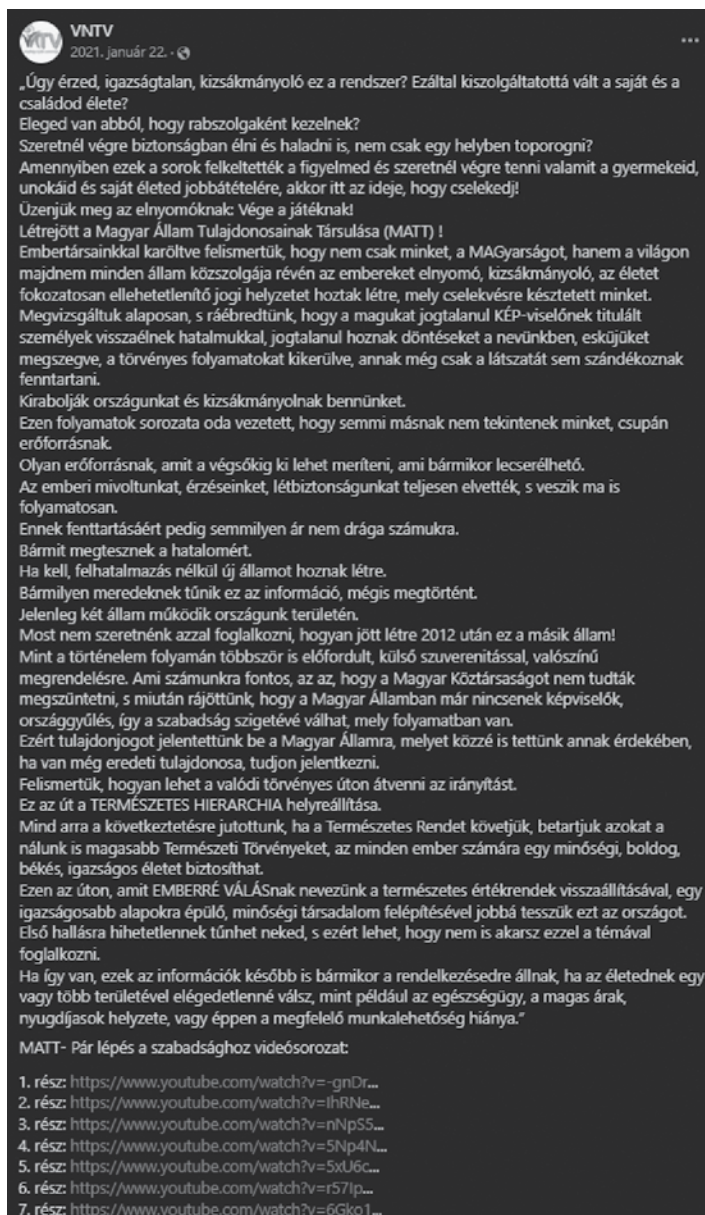 VNTV
2021. január 22. ·
„Úgy érzed, igazságtalan, kizsákmányoló ez a rendszer? Ezáltal kiszolgáltatottá vált a saját és a
családod élete?
Eleged van abból, hogy rabszolgaként kezelnek?
Szeretnél végre biztonságban élni és haladni is, nem csak egy helyben toporogni?
Amennyiben ezek a sorok felkeltették a figyelmed és szeretnél végre tenni valamit a gyermekeid,
unokáid és saját életed jobbátételére, akkor itt az ideje, hogy cselekedj!
Üzenjük meg az elnyomóknak: Vége a játéknak!
Létrejött a Magyar Állam Tulajdonosainak Társulása (MATT) !
Embertársainkkal karöltve felismertük, hogy nem csak minket, a MAGyarságot, hanem a világon
majdnem minden állam közszolgája révén az embereket elnyomó, kizsákmányoló, az életet
fokozatosan ellehetetlenítő jogi helyzetet hoztak létre, mely cselekvésre késztetett minket.
Megvizsgáltuk alaposan, s ráébredtünk, hogy a magukat jogtalanul KÉP-viselőnek titulált
személyek visszaélnek hatalmukkal, jogtalanul hoznak döntéseket a nevünkben, esküjüket
megszegve, a törvényes folyamatokat kikerülve, annak még csak a látszatát sem szándékoznak
fenntartani.
Kirabolják országunkat és kizsákmányolnak bennünket.
Ezen folyamatok sorozata oda vezetett, hogy semmi másnak nem tekintenek minket, csupán
erőforrásnak.
Olyan erőforrásnak, amit a végsőkig ki lehet meríteni, ami bármikor lecserélhető.
Az emberi mivoltunkat, érzéseinket, létbiztonságunkat teljesen elvették, s veszik ma is
folyamatosan.
Ennek fenttartásáért pedig semmilyen ár nem drága számukra.
Bármit megtesznek a hatalomért.
Ha kell, felhatalmazás nélkül új államot hoznak létre.
Bármilyen meredeknek tűnik ez az információ, mégis megtörtént.
Jelenleg két állam működik országunk területén.
Most nem szeretnénk azzal foglalkozni, hogyan jött létre 2012 után ez a másik állam!
Mint a történelem folyamán többször is előfordult, külső szuverenitással, valószínű
megrendelésre. Ami számunkra fontos, az az, hogy a Magyar Köztársaságot nem tudták
megszüntetni, s miután rájöttünk, hogy a Magyar Államban már nincsenek képviselők,
országgyűlés, így a szabadság szigetévé válhat, mely folyamatban van.
Ezért tulajdonjogot jelentettünk be a Magyar Államra, melyet közzé is tettünk annak érdekében,
ha van még eredeti tulajdonosa, tudjon jelentkezni.
Felismertük, hogyan lehet a valódi törvényes úton átvenni az irányítást.
Ez az út a TERMÉSZETES HIERARCHIA helyreállítása.
Mind arra a következtetésre jutottunk, ha a Természetes Rendet követjük, betartjuk azokat a
nálunk is magasabb Természeti Törvényeket, az minden ember számára egy minőségi, boldog,
békés, igazságos életet biztosíthat.
Ezen az úton, amit EMBERRÉ VÁLÁSnak nevezünk a természetes értékrendek visszaállításával, egy
igazságosabb alapokra épülő, minőségi társadalom felépítésével jobbá tesszük ezt az országot.
Első hallásra hihetetlennek tűnhet neked, s ezért lehet, hogy nem is akarsz ezzel a témával
foglalkozni.
Ha így van, ezek az információk később is bármikor a rendelkezésedre állnak, ha az életednek egy
vagy több területével elégedetlenné válsz, mint például az egészségügy, a magas árak,
nyugdíjasok helyzete, vagy éppen a megfelelő munkalehetőség hiánya.”
MATT- Pár lépés a szabadsághoz videósorozat:
1. rész: https://www.youtube.com/watch?v=-gnDr...
2. rész: https://www.youtube.com/watch?v=IhRNe...
3. rész: https://www.youtube.com/watch?v=nNpS5...
4. rész: https://www.youtube.com/watch?v=5Np4N...
5. rész: https://www.youtube.com/watch?v=5xU6c...
6. rész: https://www.youtube.com/watch?v=r57Ip...
7. rész: https://www.youtube.com/watch?v=6Gko1...